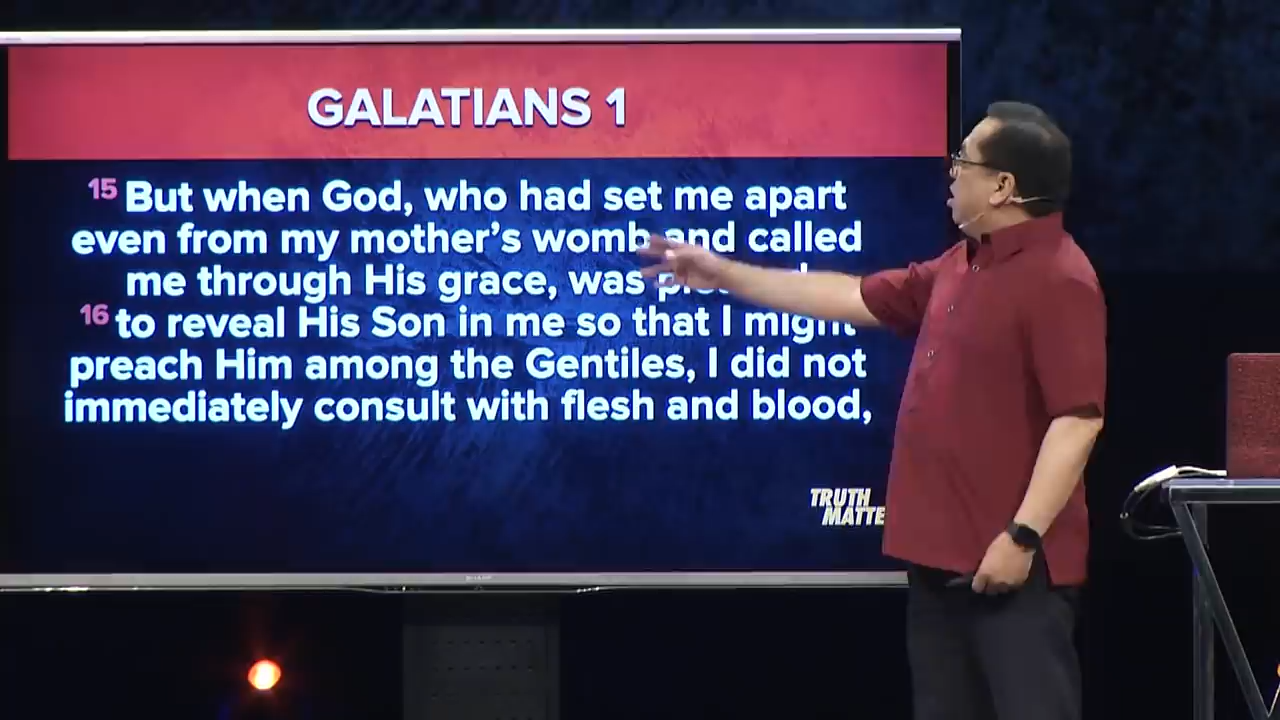 GALATIANS 1
15 But when God, who had set me apart
even from my mother's womb and called
me through His grace, was
16 to reveal His Son in me so that I might
preach Him among the Gentiles, I did not
immediately consult with flesh and blood,
TRUTH
MATTE
SHARP